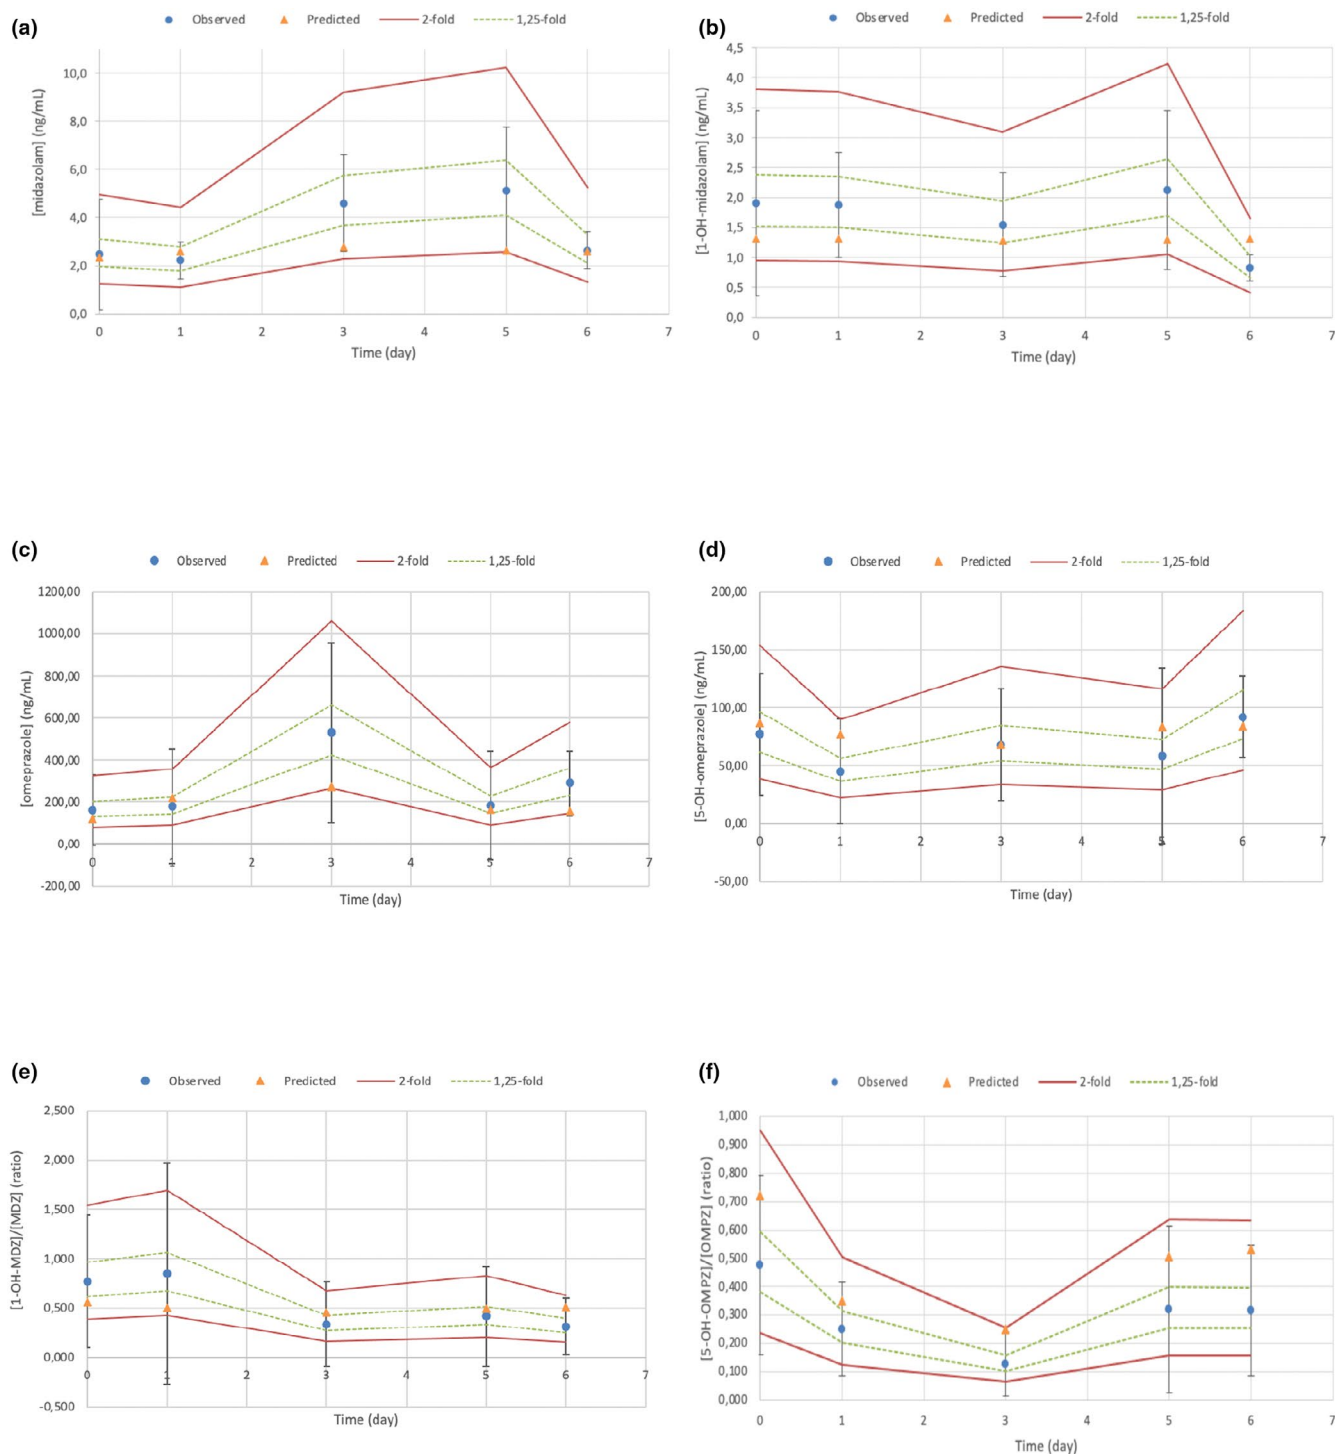 (a)
Observed Predicted 2-fold 1,25-fold
[midazolam] (ng/mL)
10,0
8,0
6,0
4,0
2,0
0,0
0 1 2 3 4 5 6 7
Time (day)
(b)
Observed Predicted 2-fold 1,25-fold
[1-OH-midazolam] (ng/mL)
4,5
4,0
3,5
3,0
2,5
2,0
1,5
1,0
0,5
0,0
0 1 2 3 4 5 6 7
Time (day)
(c)
Observed Predicted 2-fold 1,25-fold
[omeprazole] (ng/mL)
1200,00
1000,00
800,00
600,00
400,00
200,00
0,00
-200,00
0 1 2 3 4 5 6 7
Time (day)
(d)
Observed Predicted 2-fold 1,25-fold
[5-OH-omeprazole] (ng/mL)
200,00
150,00
100,00
50,00
0,00
-50,00
0 1 2 3 4 5 6 7
Time (day)
(e)
Observed Predicted 2-fold 1,25-fold
[1-OH-MDZ]/[MDZ] (ratio)
2,500
2,000
1,500
1,000
0,500
0,000
-0,500
0 1 2 3 4 5 6 7
Time (day)
(f)
Observed Predicted 2-fold 1,25-fold
[5-OH-OMPZ]/[OMPZ] (ratio)
1,000
0,900
0,800
0,700
0,600
0,500
0,400
0,300
0,200
0,100
0,000
0 1 2 3 4 5 6 7
Time (day)